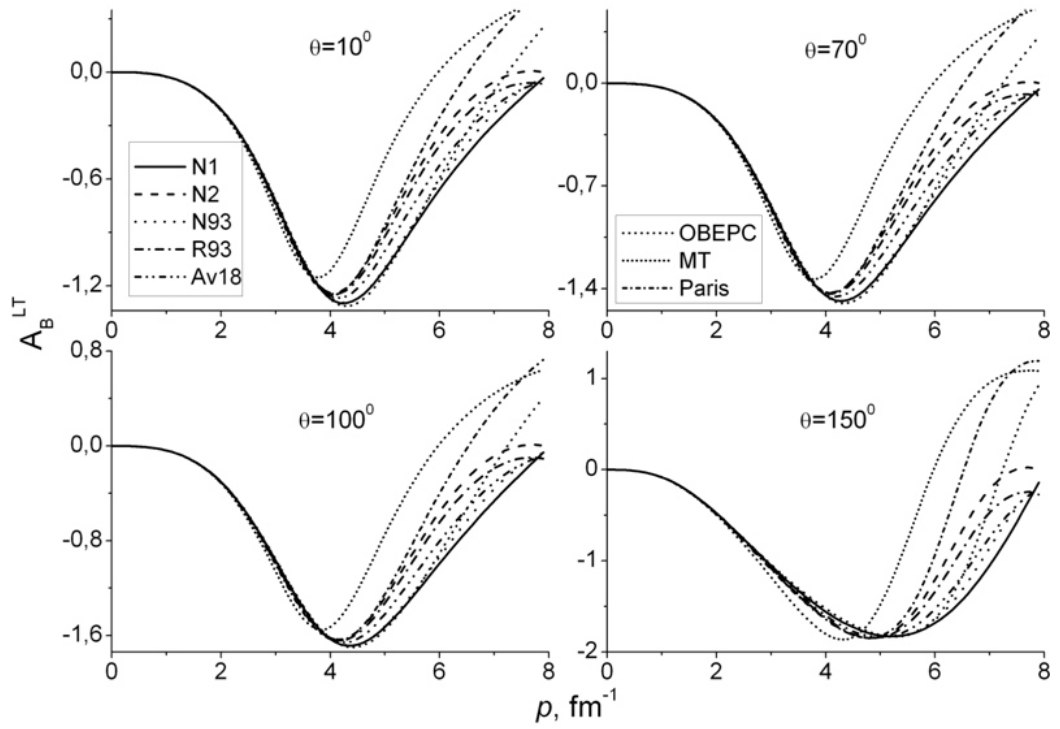 θ=10⁰
0,0
-0,6
-1,2
N1
N2
N93
R93
Av18
0 2 4 6 8
θ=70⁰
0,0
-0,7
-1,4
OBEPC
MT
Paris
0 2 4 6 8
A_B^LT
θ=100⁰
0,8
0,0
-0,8
-1,6
0 2 4 6 8
θ=150⁰
1
0
-1
-2
0 2 4 6 8
p, fm⁻¹